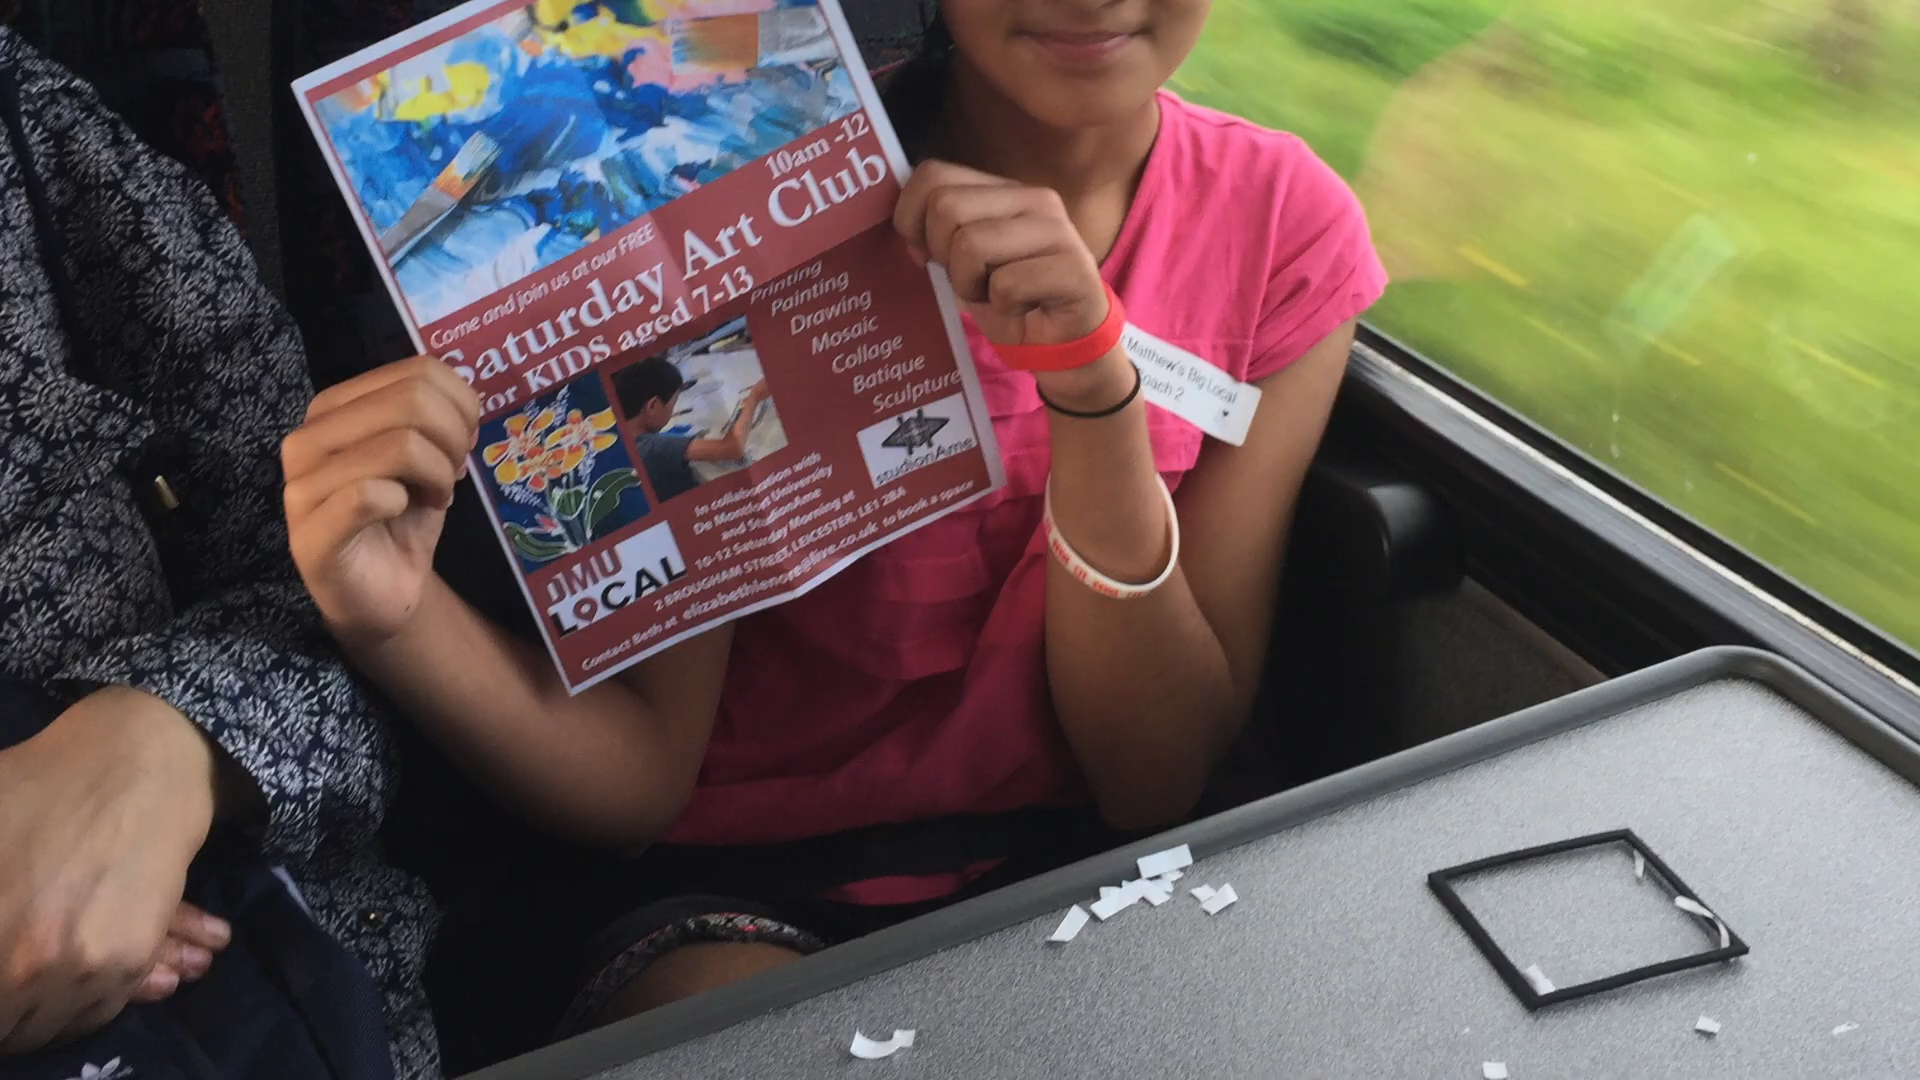 10am -12
Come and join us at our FREE
Saturday Art Club
for KIDS aged 7-13
Printing
Painting
Drawing
Mosaic
Collage
Batique
Sculpture
studionAme
In collaboration with
De Montfort University
and StudionAme
10-12 Saturday Morning at
2 BROUGHAM STREET, LEICESTER, LE1 2BA
Contact Beth at elizabethlenore@live.co.uk to book a space
DMU
LOCAL
Matthew's Big Local
Coach 2